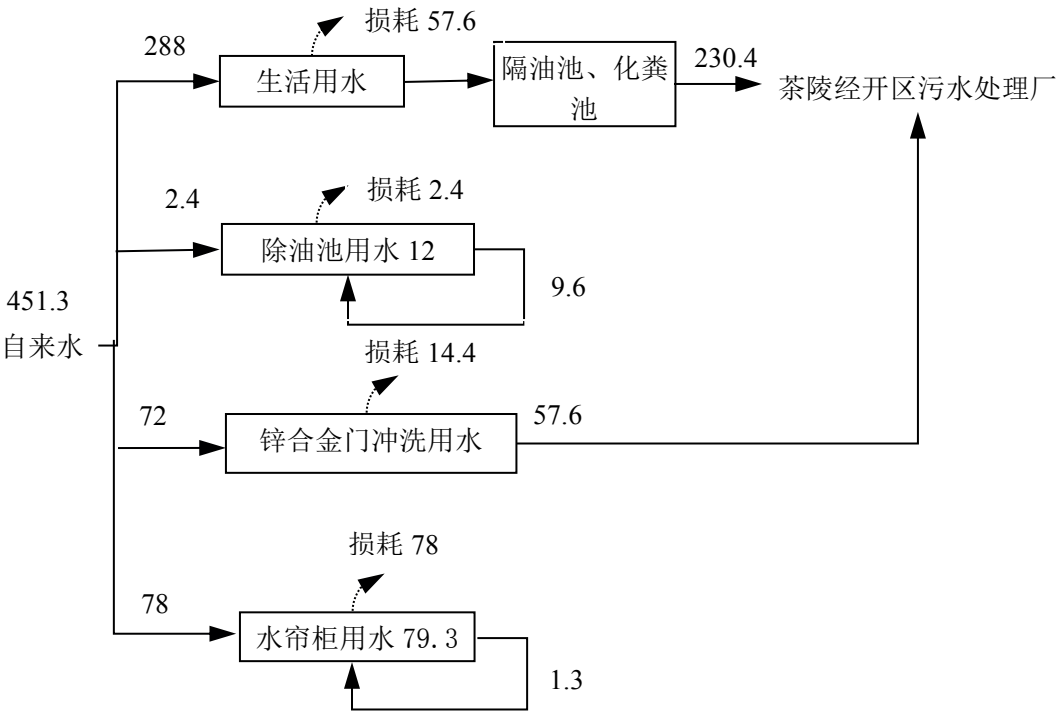 损耗 57.6
288
生活用水
隔油池、化粪
池
230.4
茶陵经开区污水处理厂
损耗 2.4
2.4
除油池用水 12
9.6
451.3
自来水
损耗 14.4
72
锌合金门冲洗用水
57.6
损耗 78
78
水帘柜用水 79.3
1.3